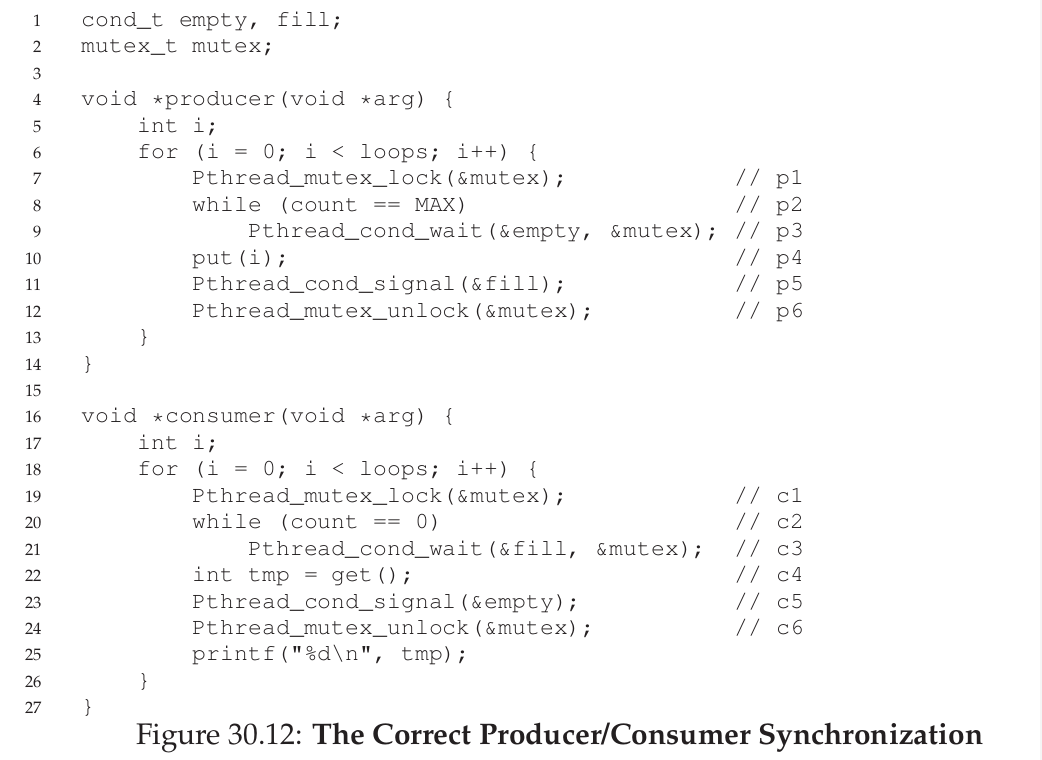 1 cond_t empty, fill;
2 mutex_t mutex;
3
4 void *producer(void *arg) {
5     int i;
6     for (i = 0; i < loops; i++) {
7         Pthread_mutex_lock(&mutex);            // p1
8         while (count == MAX)                   // p2
9             Pthread_cond_wait(&empty, &mutex); // p3
10         put(i);                                // p4
11         Pthread_cond_signal(&fill);            // p5
12         Pthread_mutex_unlock(&mutex);          // p6
13     }
14 }
15
16 void *consumer(void *arg) {
17     int i;
18     for (i = 0; i < loops; i++) {
19         Pthread_mutex_lock(&mutex);            // c1
20         while (count == 0)                     // c2
21             Pthread_cond_wait(&fill, &mutex);  // c3
22         int tmp = get();                       // c4
23         Pthread_cond_signal(&empty);           // c5
24         Pthread_mutex_unlock(&mutex);          // c6
25         printf("%d\n", tmp);
26     }
27 }
Figure 30.12: The Correct Producer/Consumer Synchronization